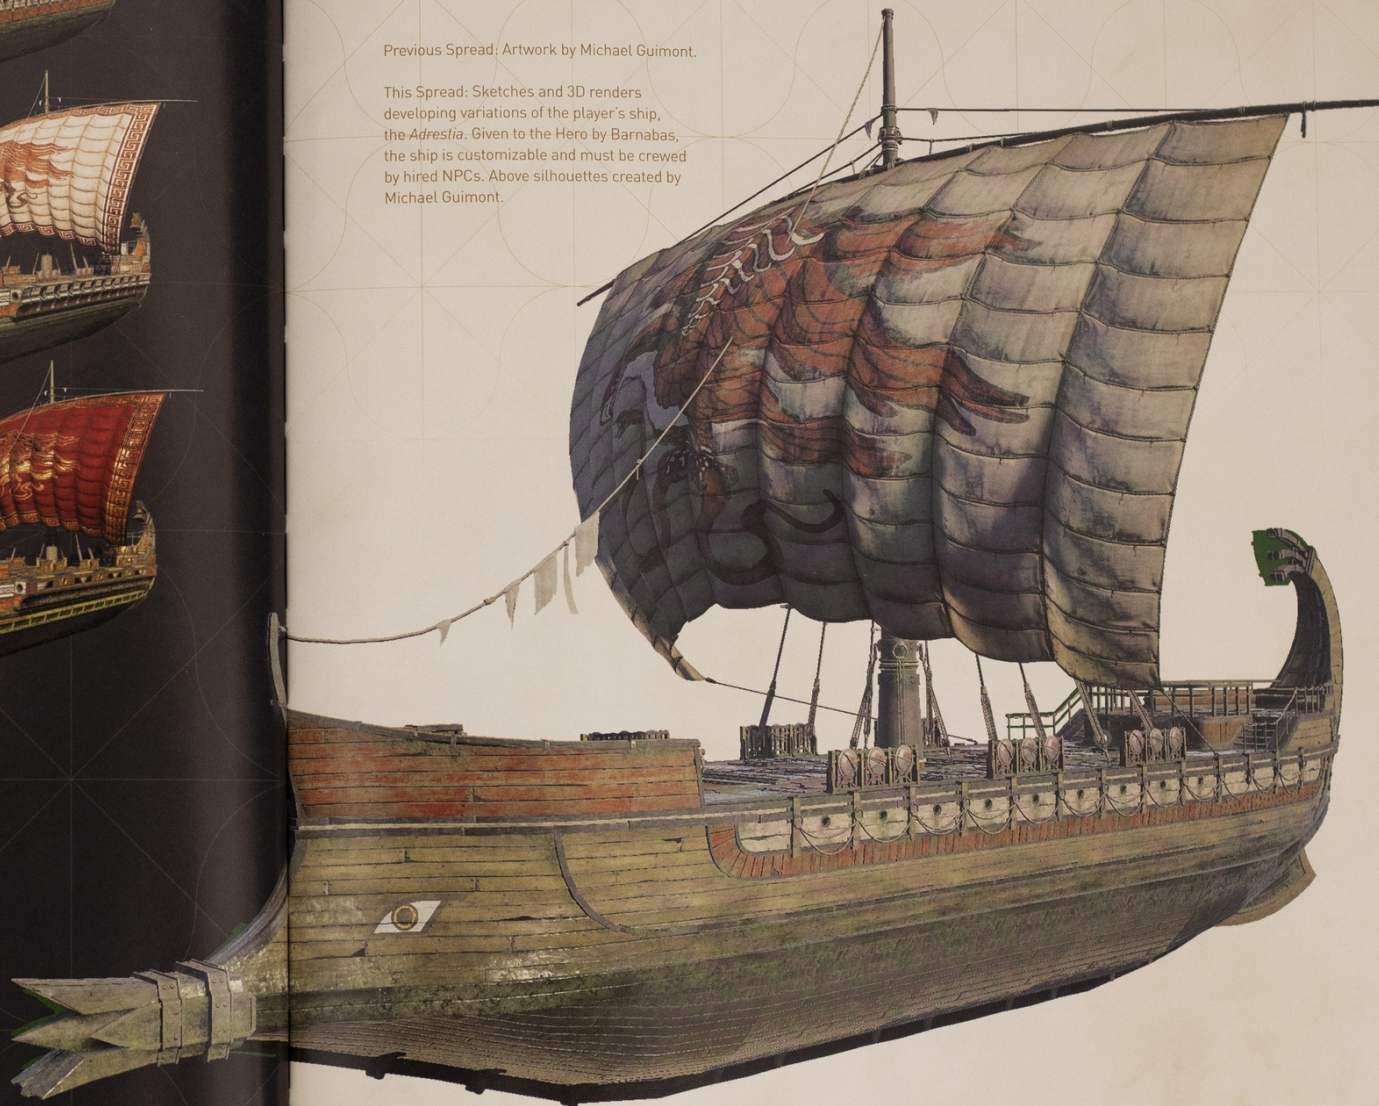 Previous Spread: Artwork by Michael Guimont.
This Spread: Sketches and 3D renders
developing variations of the player's ship,
the Adrestia. Given to the Hero by Barnabas,
the ship is customizable and must be crewed
by hired NPCs. Above silhouettes created by
Michael Guimont.